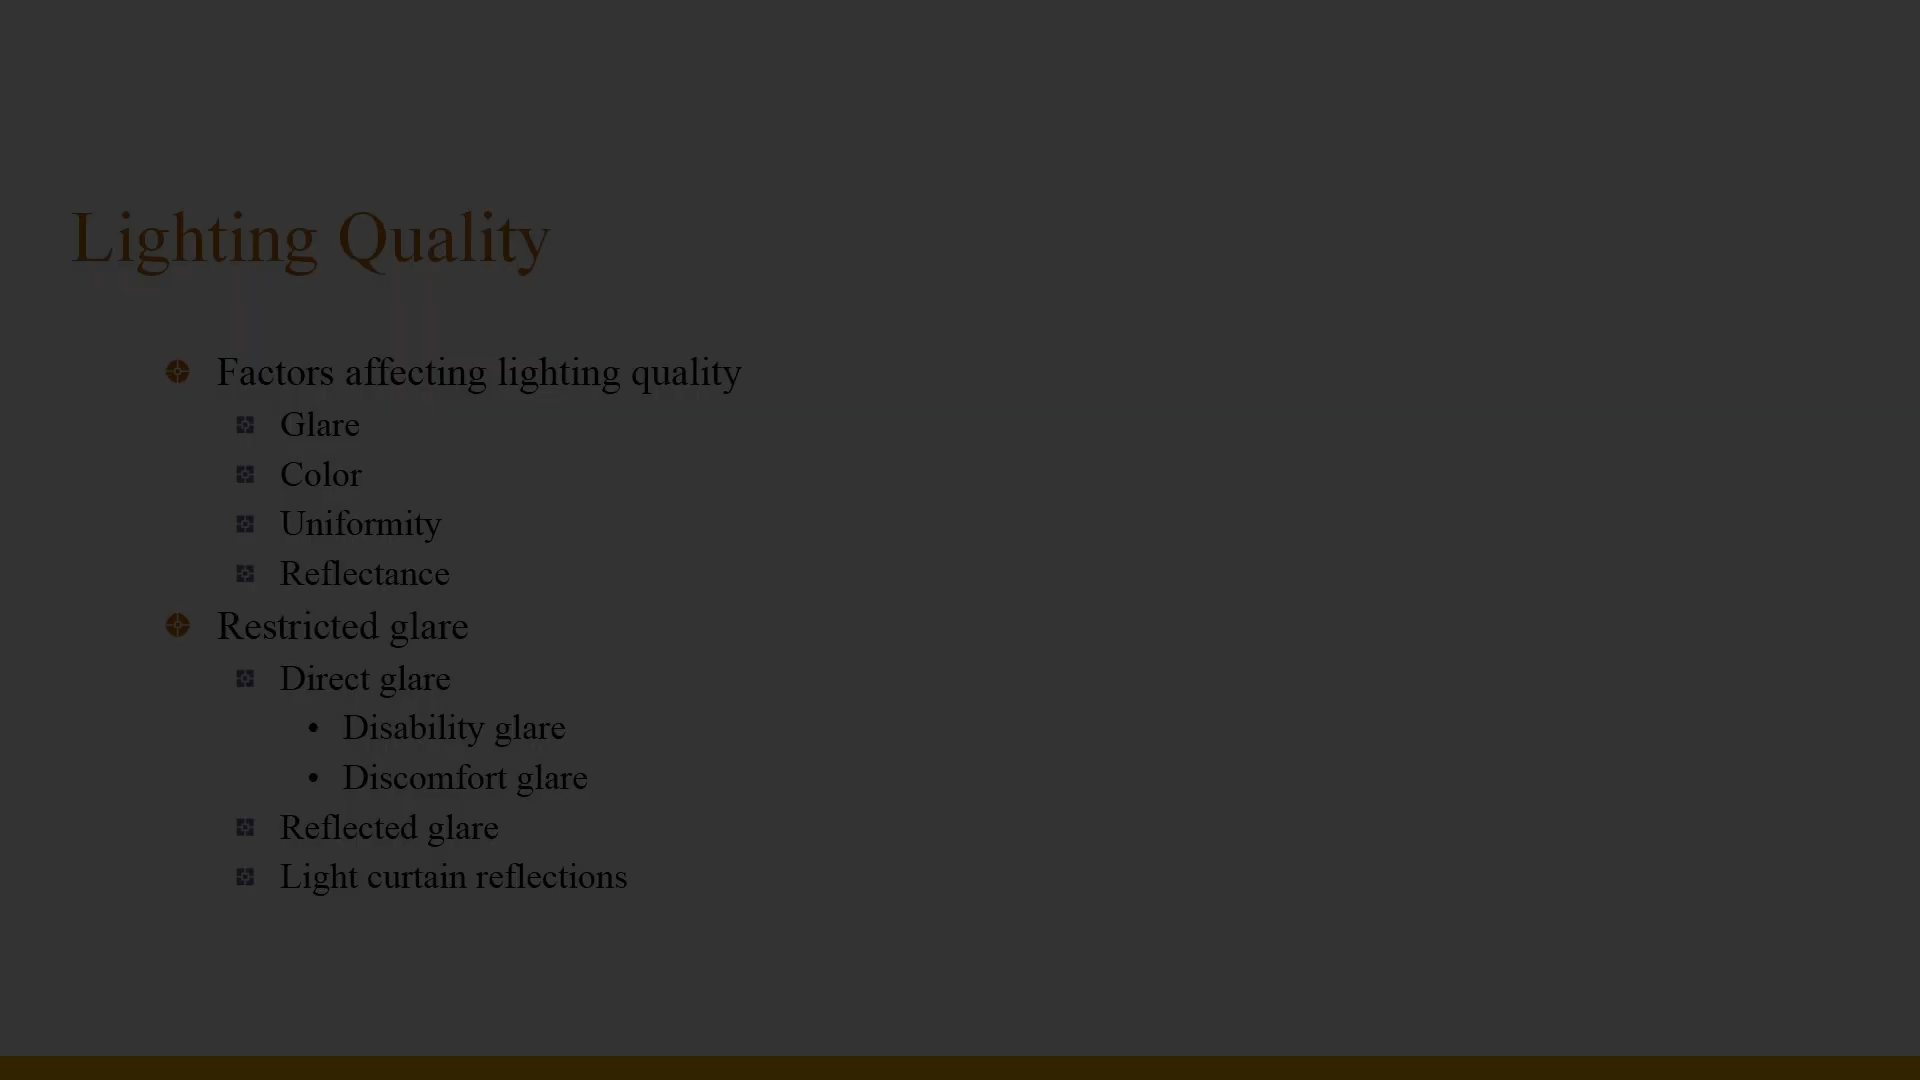 Lighting Quality
Factors affecting lighting quality
Glare
Color
Uniformity
Reflectance
Restricted glare
Direct glare
• Disability glare
• Discomfort glare
Reflected glare
Light curtain reflections